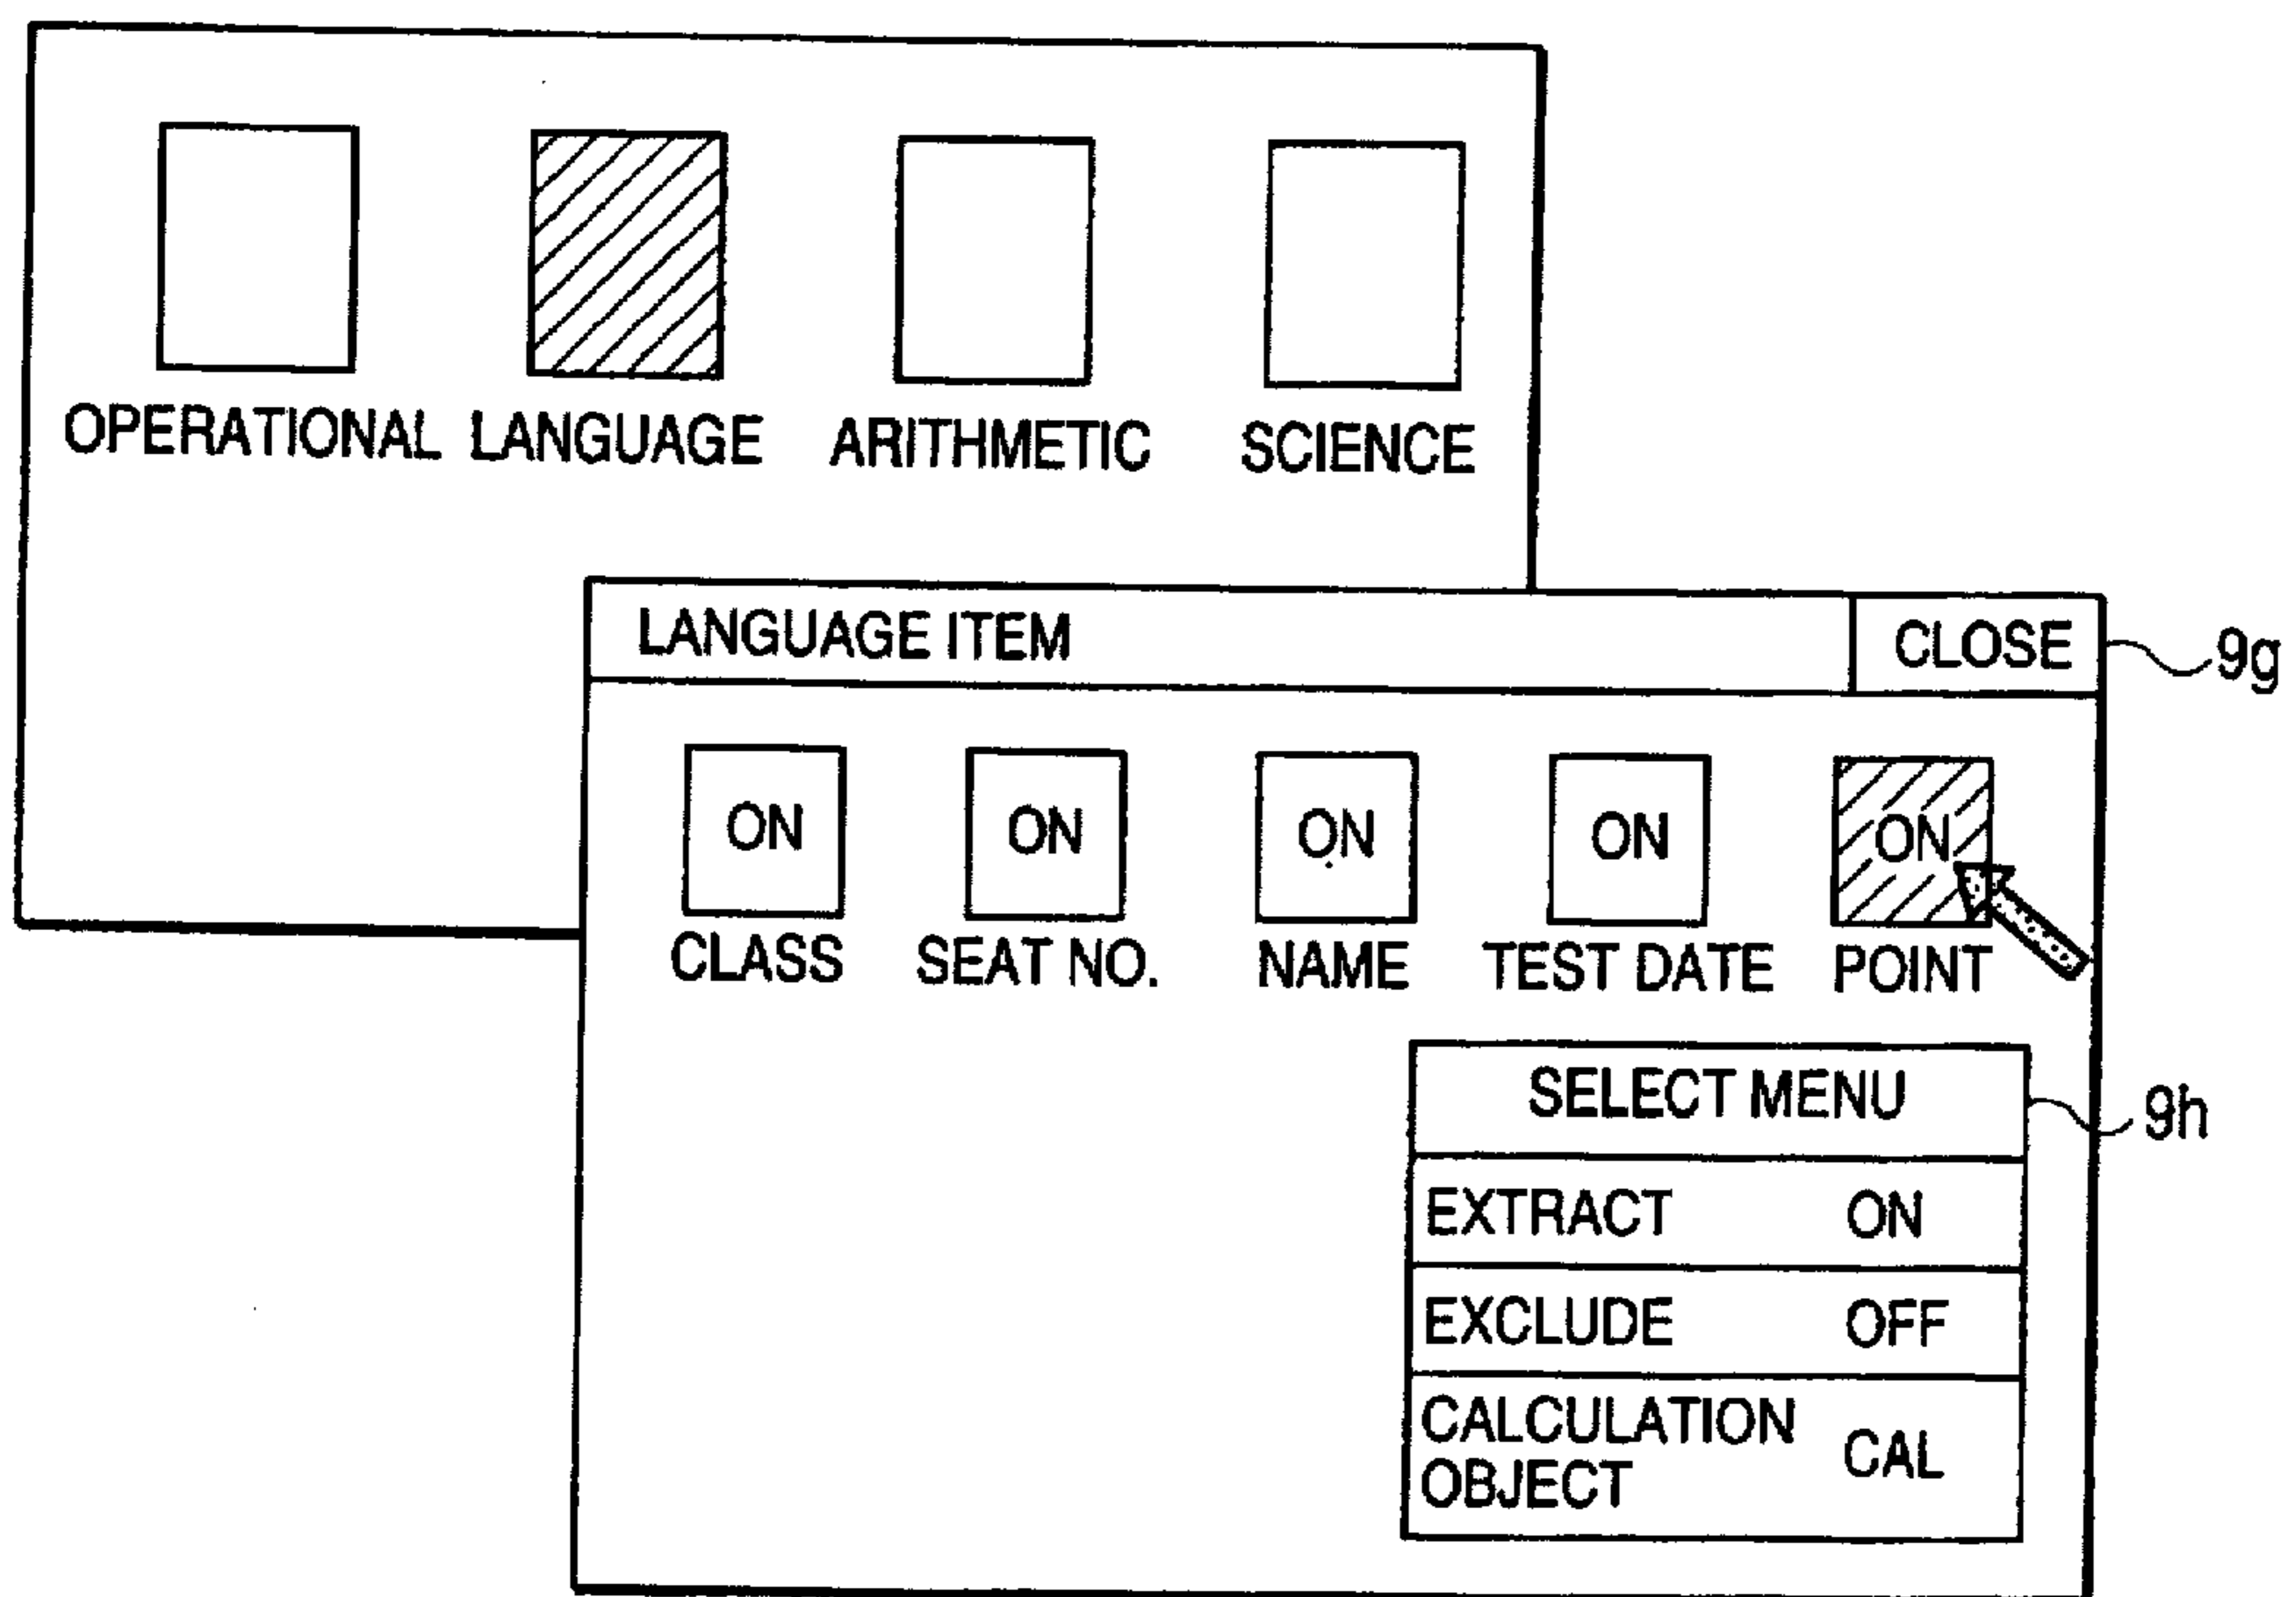 OPERATIONAL LANGUAGE ARITHMETIC SCIENCE
LANGUAGE ITEM CLOSE 9g
ON ON ON ON ON
CLASS SEAT NO. NAME TEST DATE POINT
SELECT MENU 9h
EXTRACT ON
EXCLUDE OFF
CALCULATION
OBJECT CAL